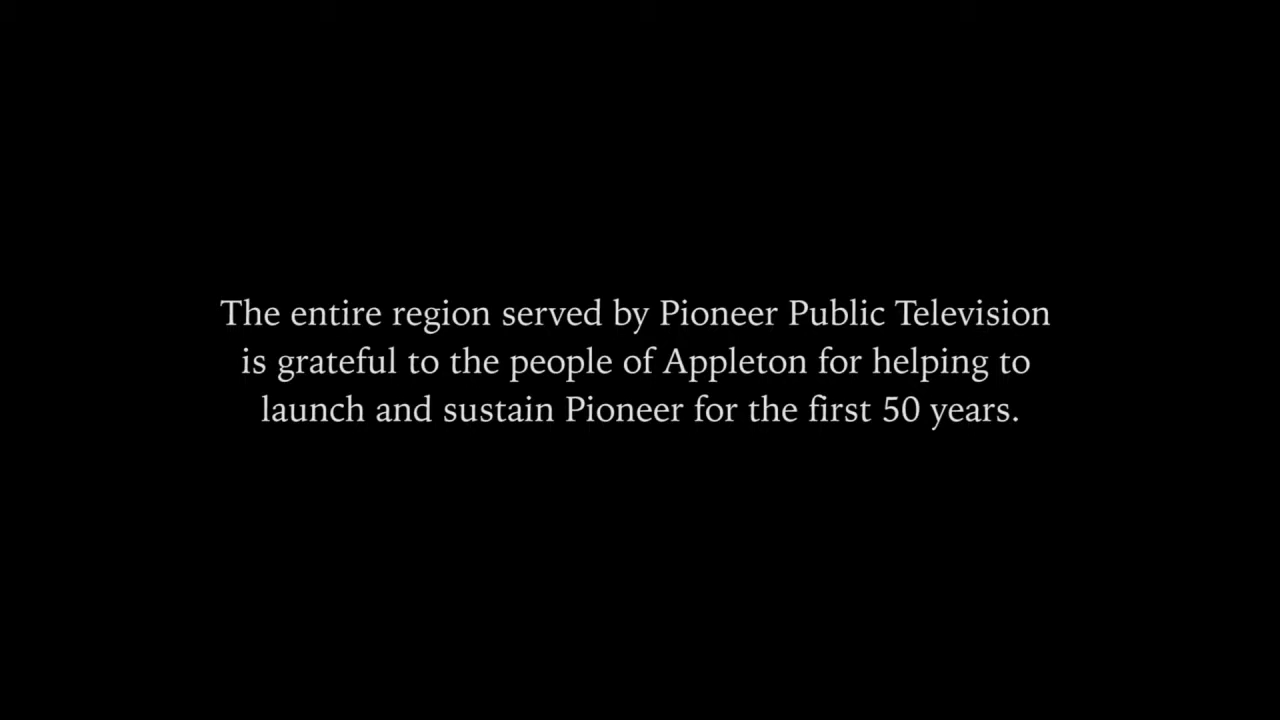 The entire region served by Pioneer Public Television
is grateful to the people of Appleton for helping to
launch and sustain Pioneer for the first 50 years.